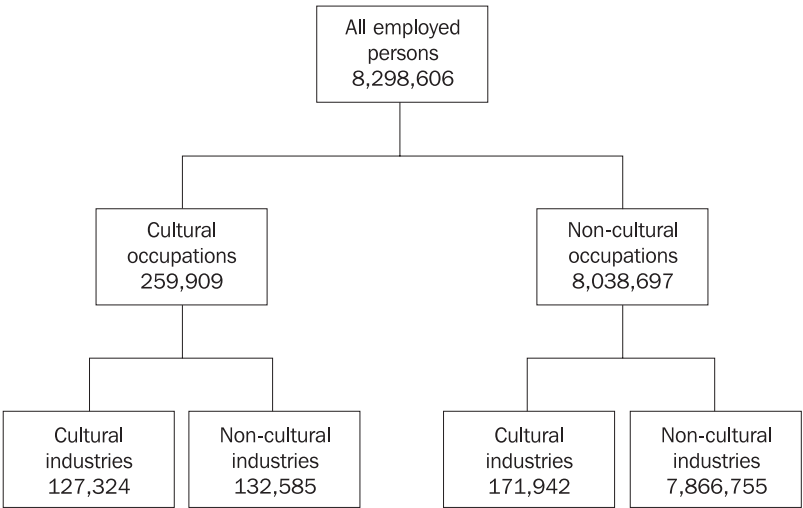 All employed
persons
8,298,606
Cultural
occupations
259,909
Non-cultural
occupations
8,038,697
Cultural
industries
127,324
Non-cultural
industries
132,585
Cultural
industries
171,942
Non-cultural
industries
7,866,755